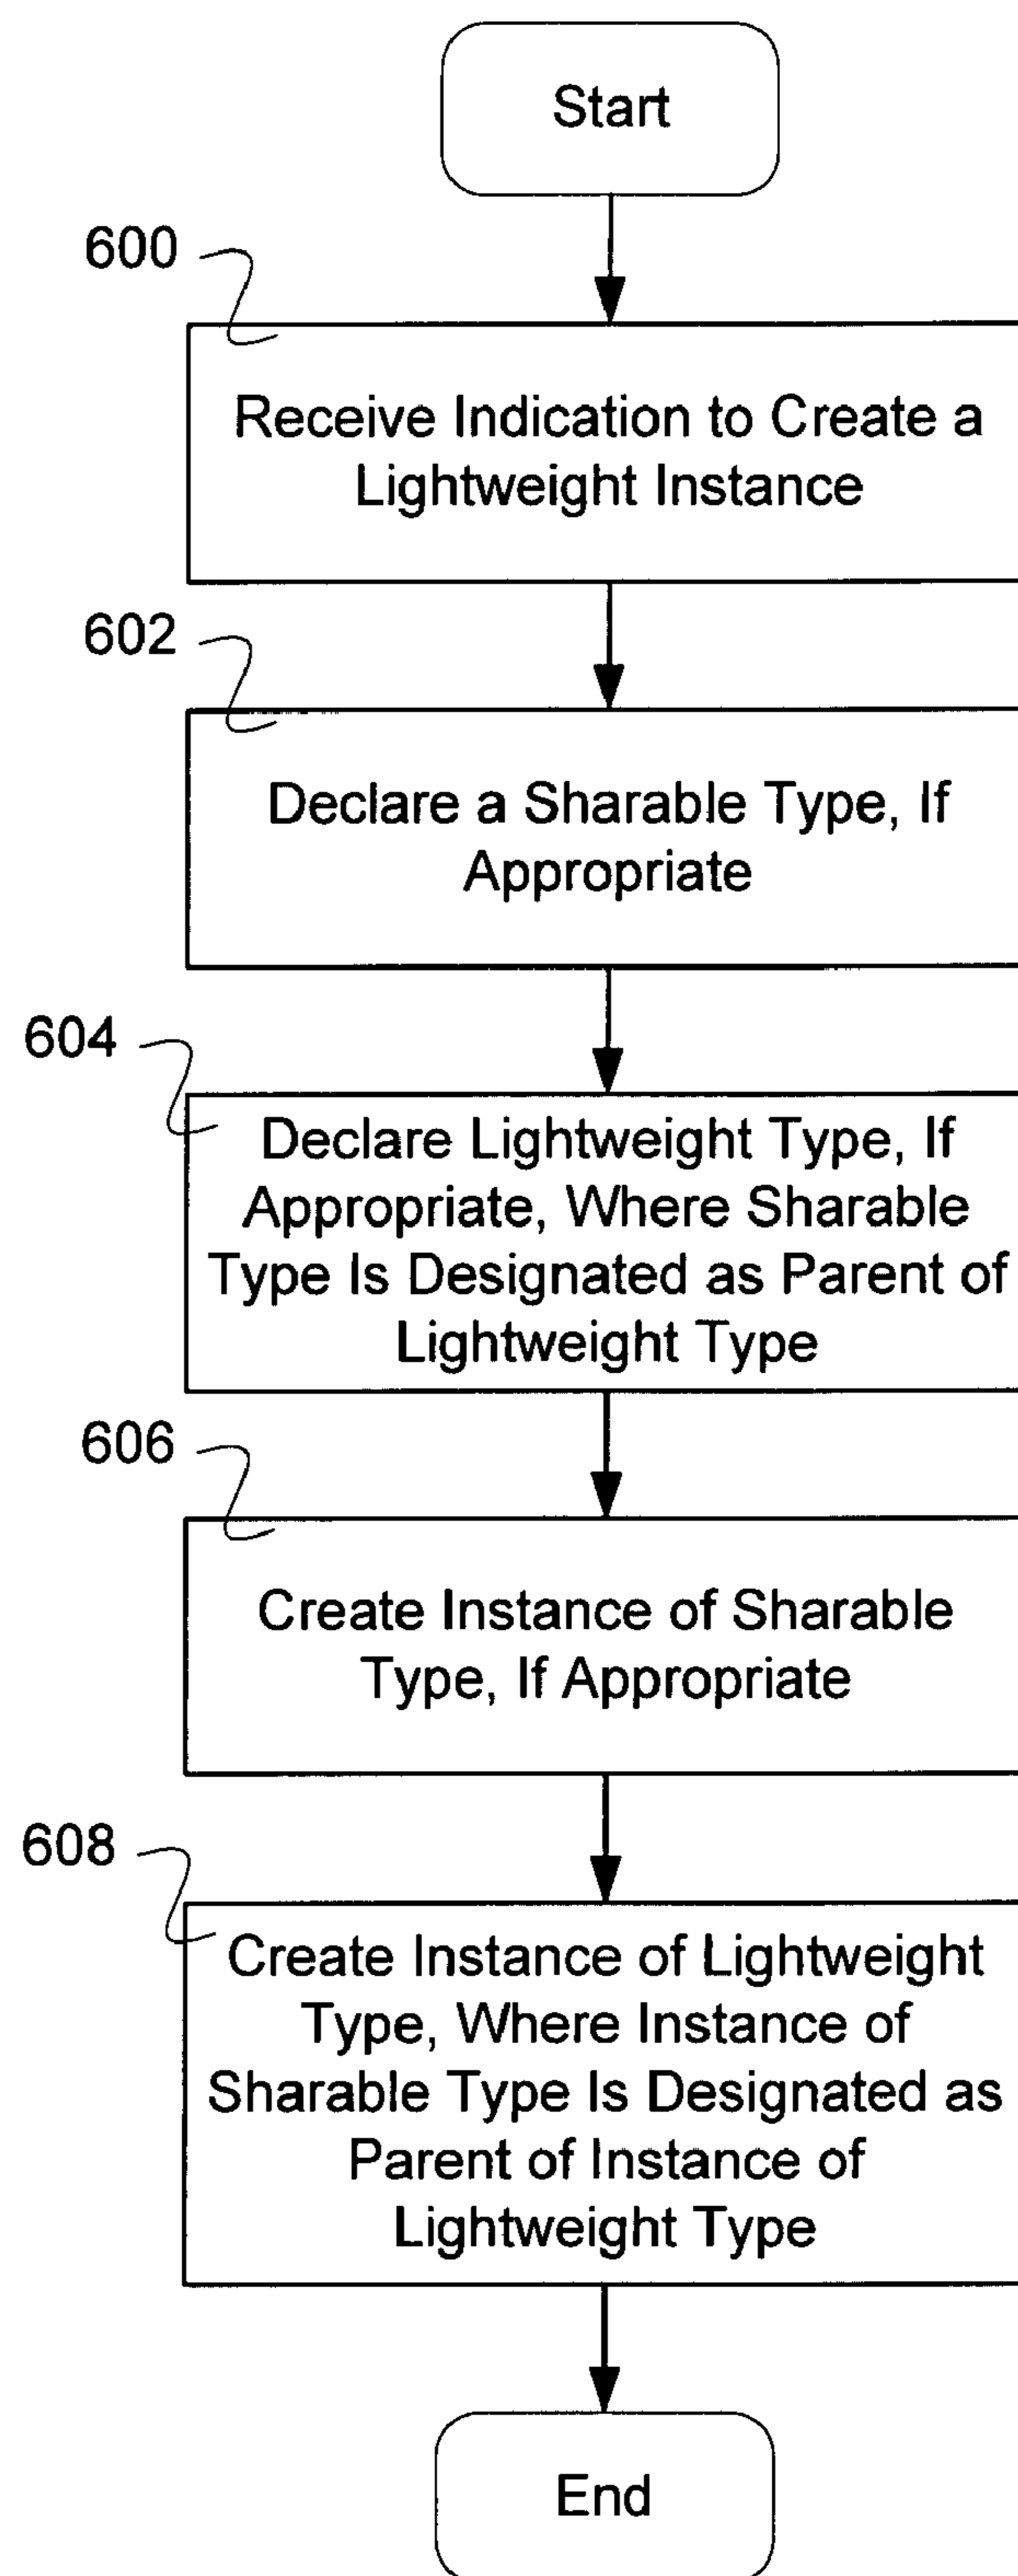 Start
600
Receive Indication to Create a
Lightweight Instance
602
Declare a Sharable Type, If
Appropriate
604
Declare Lightweight Type, If
Appropriate, Where Sharable
Type Is Designated as Parent of
Lightweight Type
606
Create Instance of Sharable
Type, If Appropriate
608
Create Instance of Lightweight
Type, Where Instance of
Sharable Type Is Designated as
Parent of Instance of
Lightweight Type
End